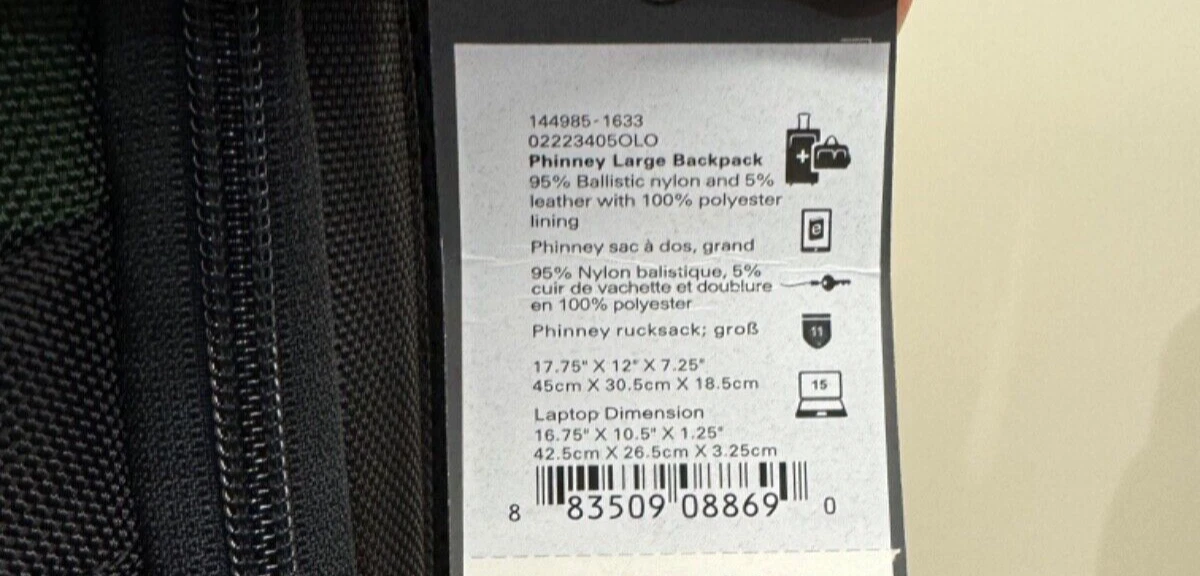 144985-1633
02223405OLO
Phinney Large Backpack
95% Ballistic nylon and 5%
leather with 100% polyester
lining
Phinney sac à dos, grand
95% Nylon balistique, 5%
cuir de vachette et doublure
en 100% polyester
Phinney rucksack; groß
17.75" X 12" X 7.25"
45cm X 30.5cm X 18.5cm
Laptop Dimension
16.75" X 10.5" X 1.25"
42.5cm X 26.5cm X 3.25cm
8 83509 08869 0
e
11
15